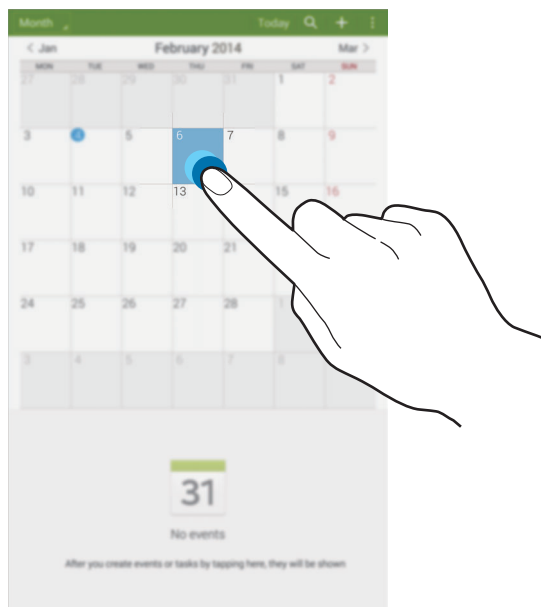 Month Today
< Jan February 2014 Mar >
MON TUE WED THU FRI SAT SUN
27 28 29 30 31 1 2
3 4 5 6 7 8 9
10 11 12 13 15 16
17 18 19 20 21
24 25 26 27 28
3 4 5 6 7 8
31
No events
After you create events or tasks by tapping here, they will be shown